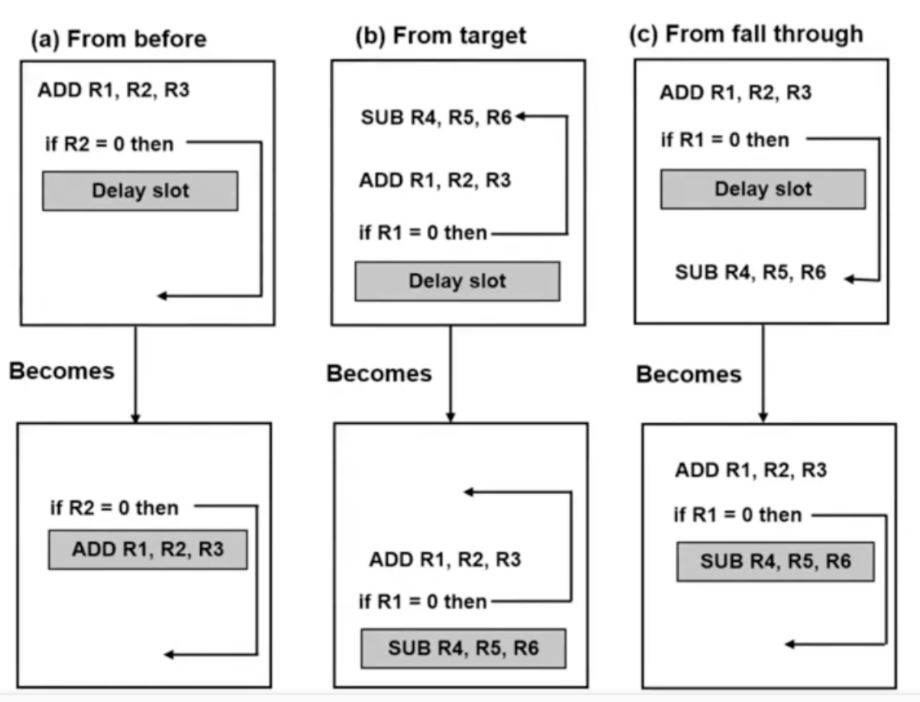 (a) From before
ADD R1, R2, R3
if R2 = 0 then
Delay slot
Becomes
if R2 = 0 then
ADD R1, R2, R3
(b) From target
SUB R4, R5, R6
ADD R1, R2, R3
if R1 = 0 then
Delay slot
Becomes
ADD R1, R2, R3
if R1 = 0 then
SUB R4, R5, R6
(c) From fall through
ADD R1, R2, R3
if R1 = 0 then
Delay slot
SUB R4, R5, R6
Becomes
ADD R1, R2, R3
if R1 = 0 then
SUB R4, R5, R6